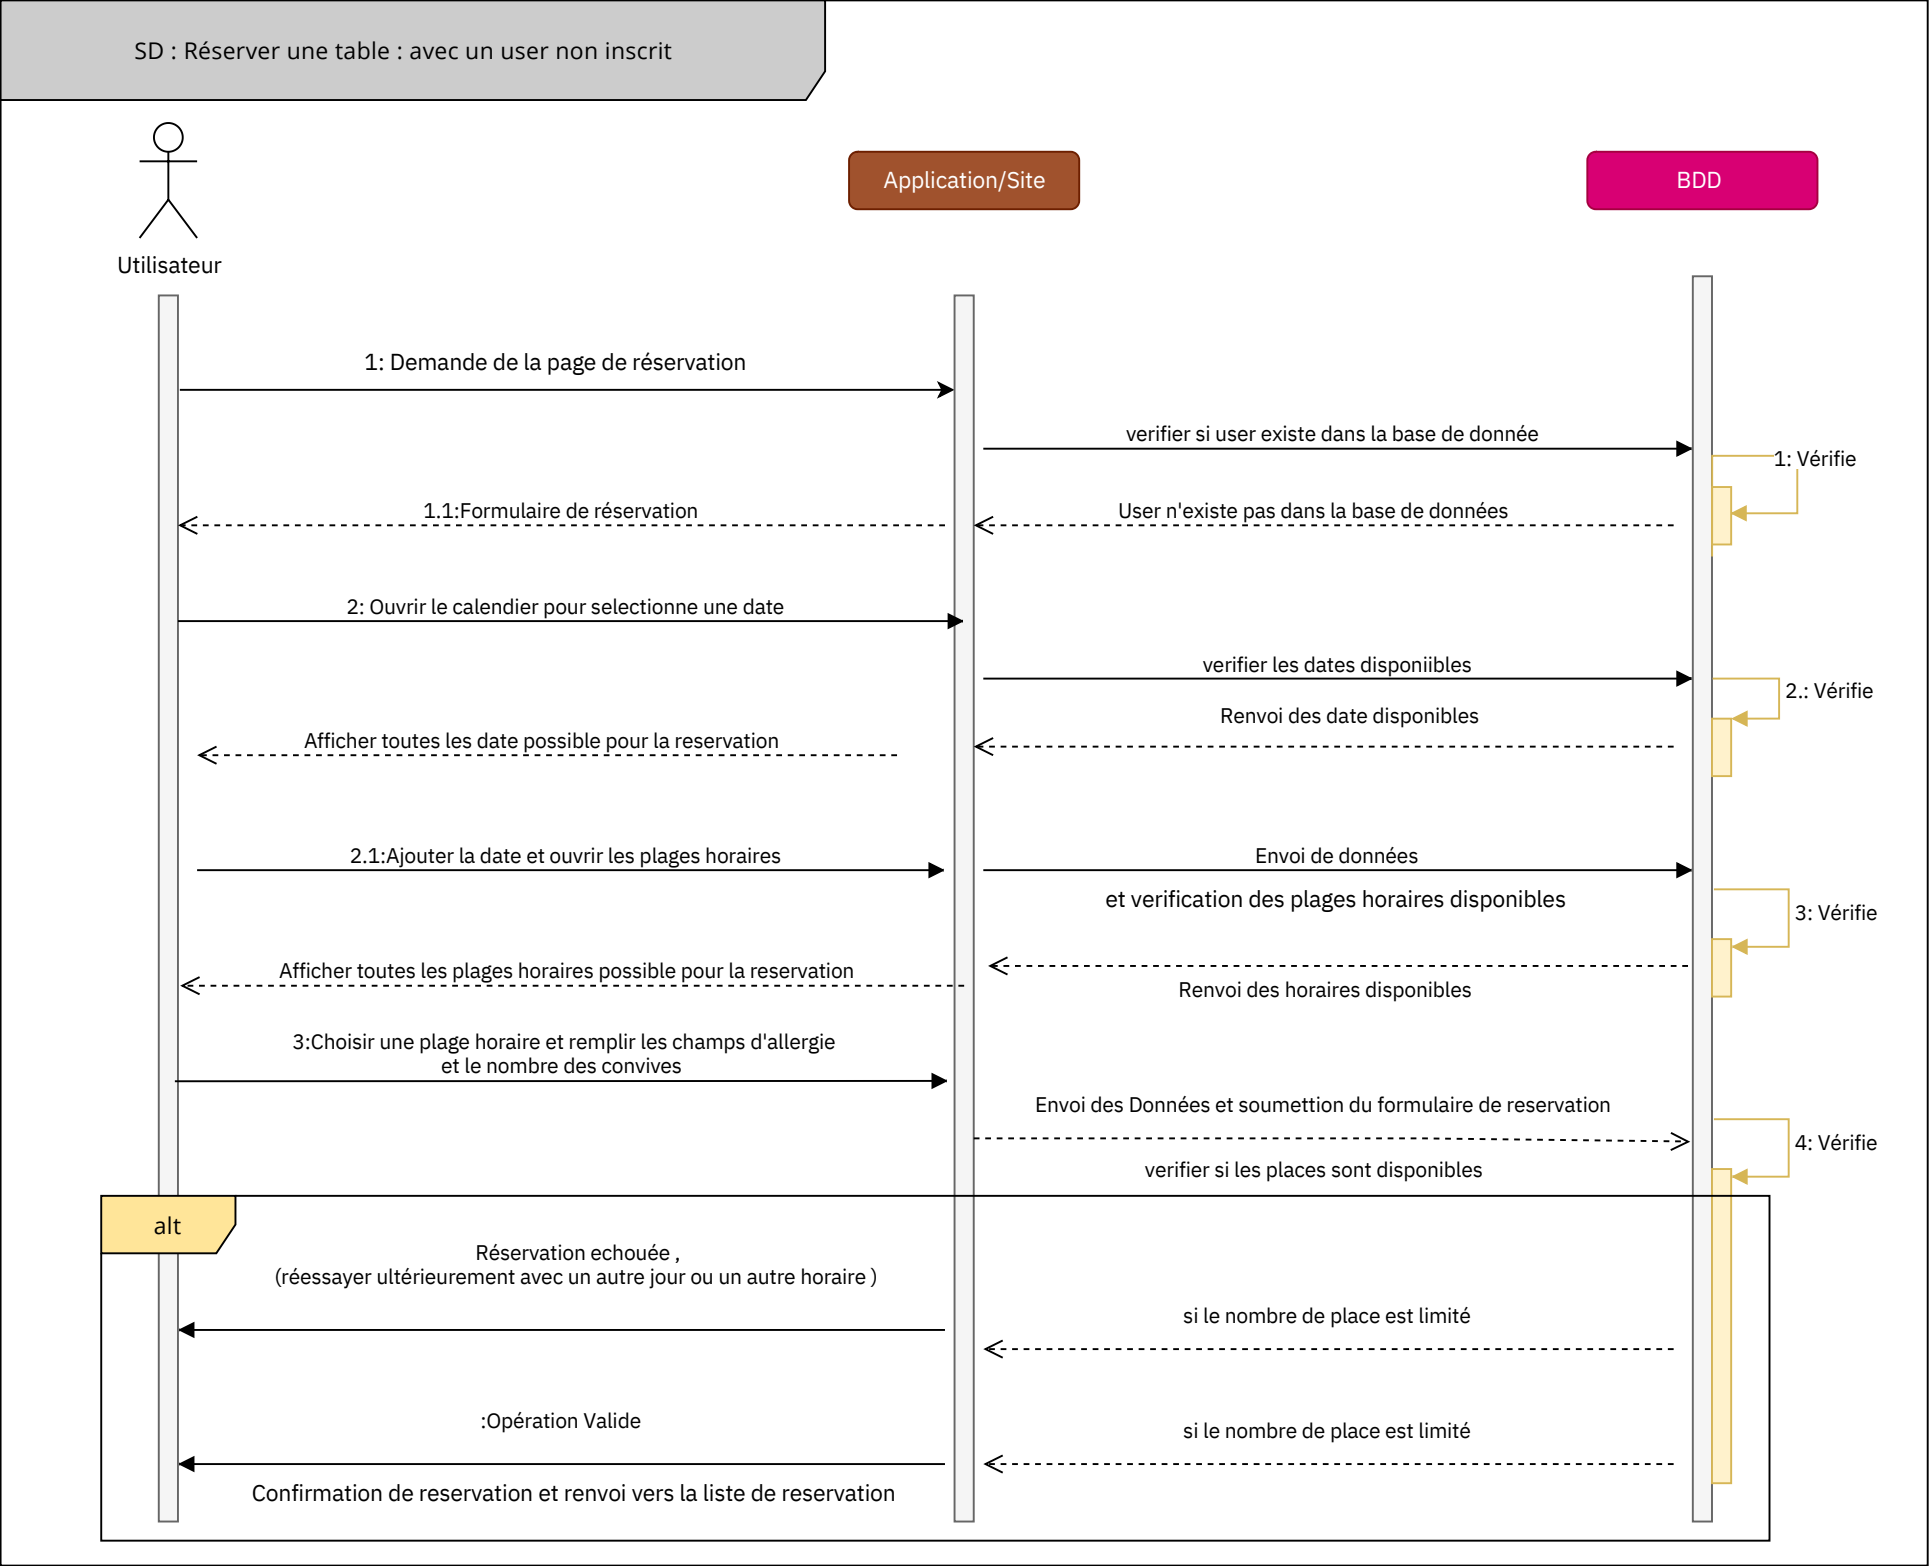 SD : Réserver une table : avec un user non inscrit
Application/Site
BDD
Utilisateur
1: Demande de la page de réservation
verifier si user existe dans la base de donnée
1: Vérifie
1.1:Formulaire de réservation
User n'existe pas dans la base de données
2: Ouvrir le calendier pour selectionne une date
verifier les dates disponiibles
2.: Vérifie
Renvoi des date disponibles
Afficher toutes les date possible pour la reservation
2.1:Ajouter la date et ouvrir les plages horaires
Envoi de données
et verification des plages horaires disponibles
3: Vérifie
Afficher toutes les plages horaires possible pour la reservation
Renvoi des horaires disponibles
3:Choisir une plage horaire et remplir les champs d'allergie
et le nombre des convives
Envoi des Données et soumettion du formulaire de reservation
4: Vérifie
verifier si les places sont disponibles
alt
Réservation echouée ,
(réessayer ultérieurement avec un autre jour ou un autre horaire )
si le nombre de place est limité
:Opération Valide
si le nombre de place est limité
Confirmation de reservation et renvoi vers la liste de reservation